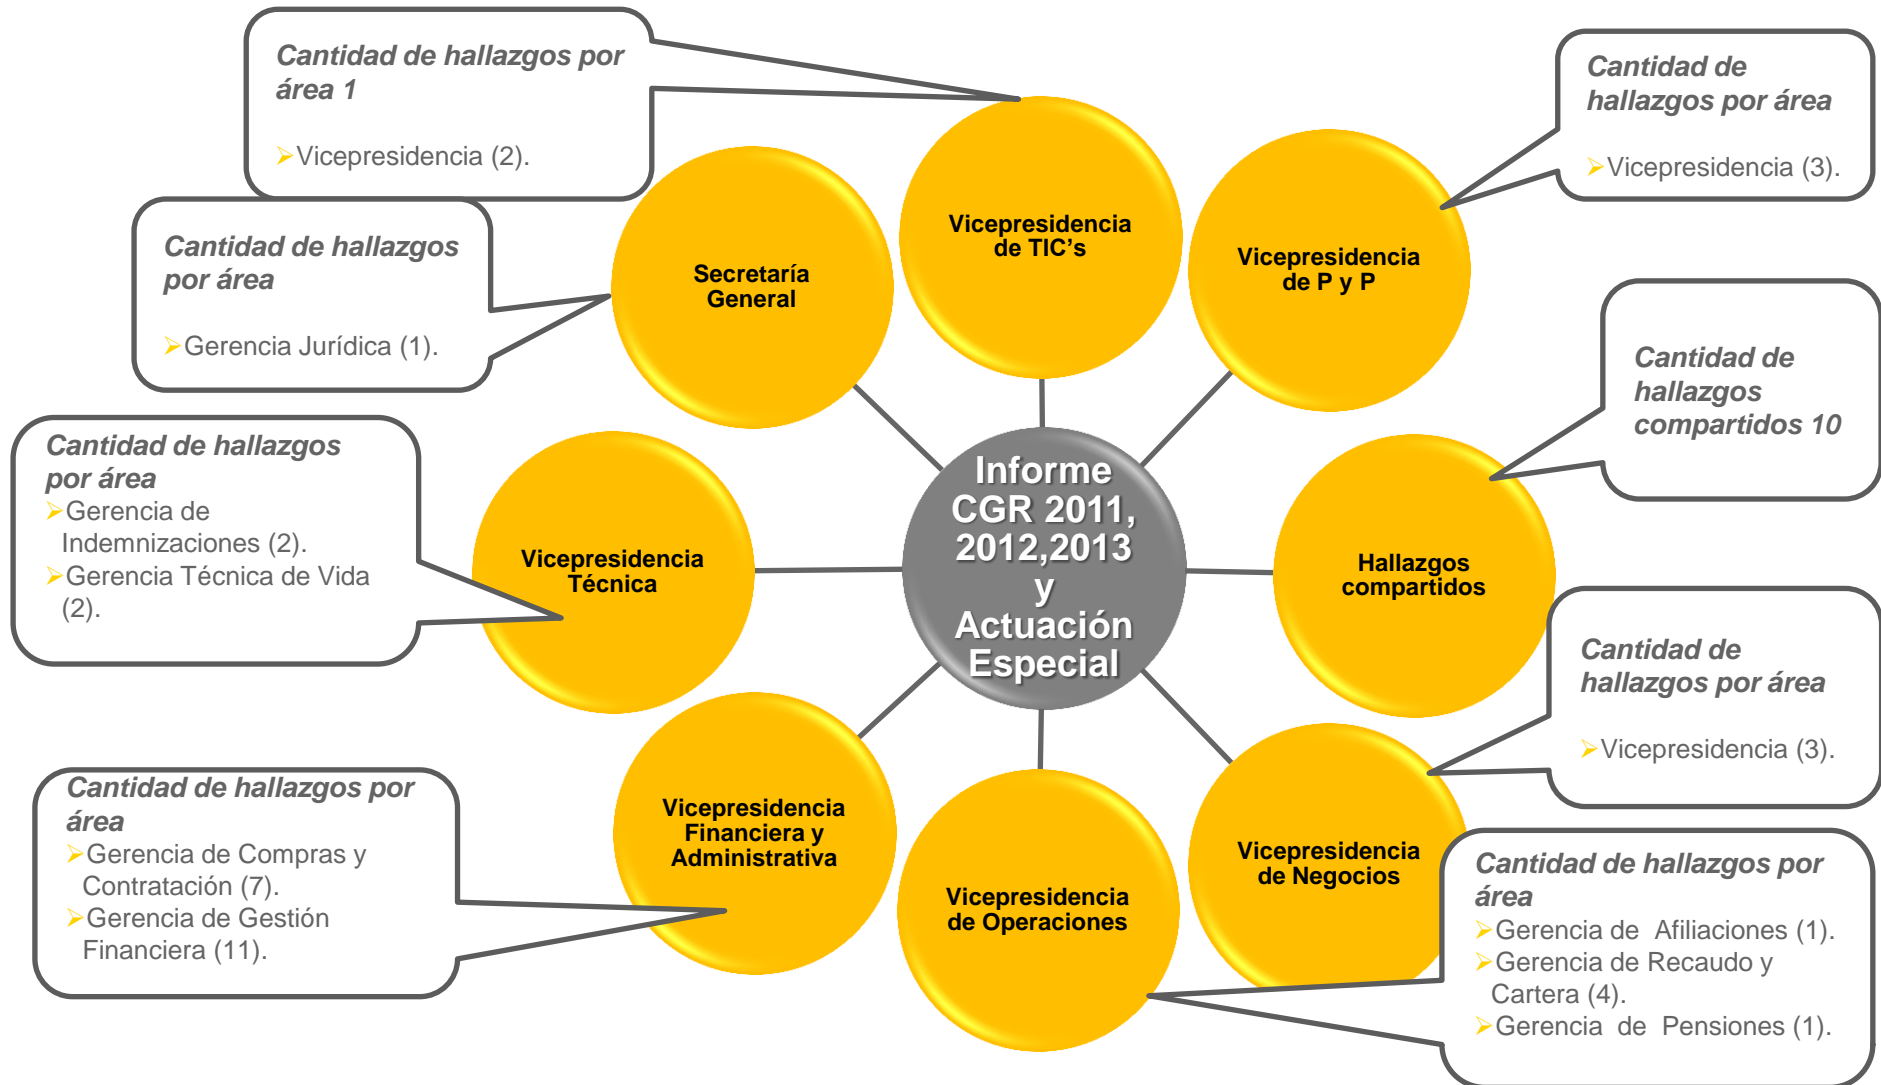 Cantidad de hallazgos por
área 1
➢Vicepresidencia (2).
Cantidad de
hallazgos por área
➢Vicepresidencia (3).
Vicepresidencia
de TIC's
Vicepresidencia
de P y P
Secretaría
General
Cantidad de hallazgos
por área
➢Gerencia Jurídica (1).
Cantidad de
hallazgos
compartidos 10
Cantidad de hallazgos
por área
➢Gerencia de
Indemnizaciones (2).
➢Gerencia Técnica de Vida
(2).
Vicepresidencia
Técnica
Informe
CGR 2011,
2012,2013
y
Actuación
Especial
Hallazgos
compartidos
Cantidad de
hallazgos por área
➢Vicepresidencia (3).
Cantidad de hallazgos por
área
➢Gerencia de Compras y
Contratación (7).
➢Gerencia de Gestión
Financiera (11).
Vicepresidencia
Financiera y
Administrativa
Vicepresidencia
de Operaciones
Vicepresidencia
de Negocios
Cantidad de hallazgos por
área
➢Gerencia de  Afiliaciones (1).
➢Gerencia de Recaudo y
Cartera (4).
➢Gerencia  de  Pensiones (1).